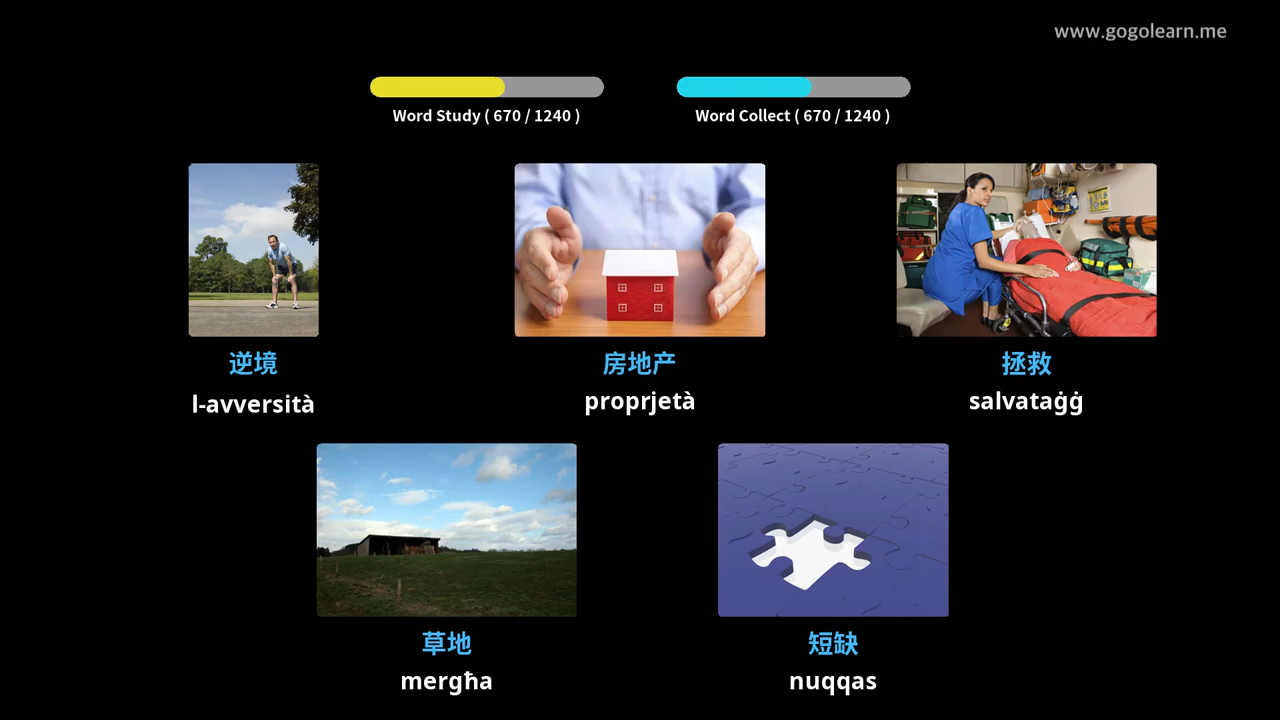 www.gogolearn.me
Word Study ( 670 / 1240 )
Word Collect ( 670 / 1240 )
逆境
l-avversità
房地产
proprjetà
拯救
salvataġġ
草地
mergħa
短缺
nuqqas